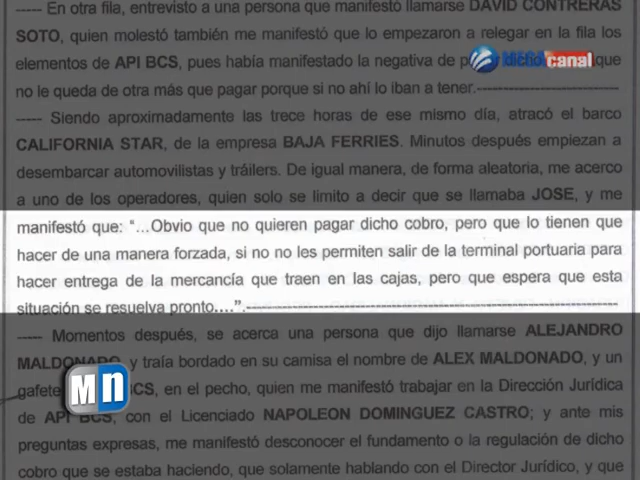 ----- En otra fila, entrevisto a una persona que manifestó llamarse DAVID CONTRERAS
SOTO, quien molestó también me manifestó que lo empezaron a relegar en la fila los
elementos de API BCS, pues había manifestado la negativa de dicho que
canal
no le queda de otra más que pagar porque si no ahí lo iban a tener.-----
----- Siendo aproximadamente las trece horas de ese mismo día, atracó el barco
CALIFORNIA STAR, de la empresa BAJA FERRIES. Minutos después empiezan a
desembarcar automovilistas y tráilers. De igual manera, de forma aleatoria, me acerco
a uno de los operadores, quien solo se limito a decir que se llamaba JOSE, y me
manifestó que: “...Obvio que no quieren pagar dicho cobro, pero que lo tienen que
hacer de una manera forzada, si no no les permiten salir de la terminal portuaria para
hacer entrega de la mercancía que traen en las cajas, pero que espera que esta
situación se resuelva pronto....”.-----
----- Momentos después, se acerca una persona que dijo llamarse ALEJANDRO
MALDONADO, y traía bordado en su camisa el nombre de ALEX MALDONADO, y un
gafete BCS, en el pecho, quien me manifestó trabajar en la Dirección Jurídica
Mn
de API BCS, con el Licenciado NAPOLEON DOMINGUEZ CASTRO; y ante mis
preguntas expresas, me manifestó desconocer el fundamento o la regulación de dicho
cobro que se estaba haciendo, que solamente hablando con el Director Jurídico, y que